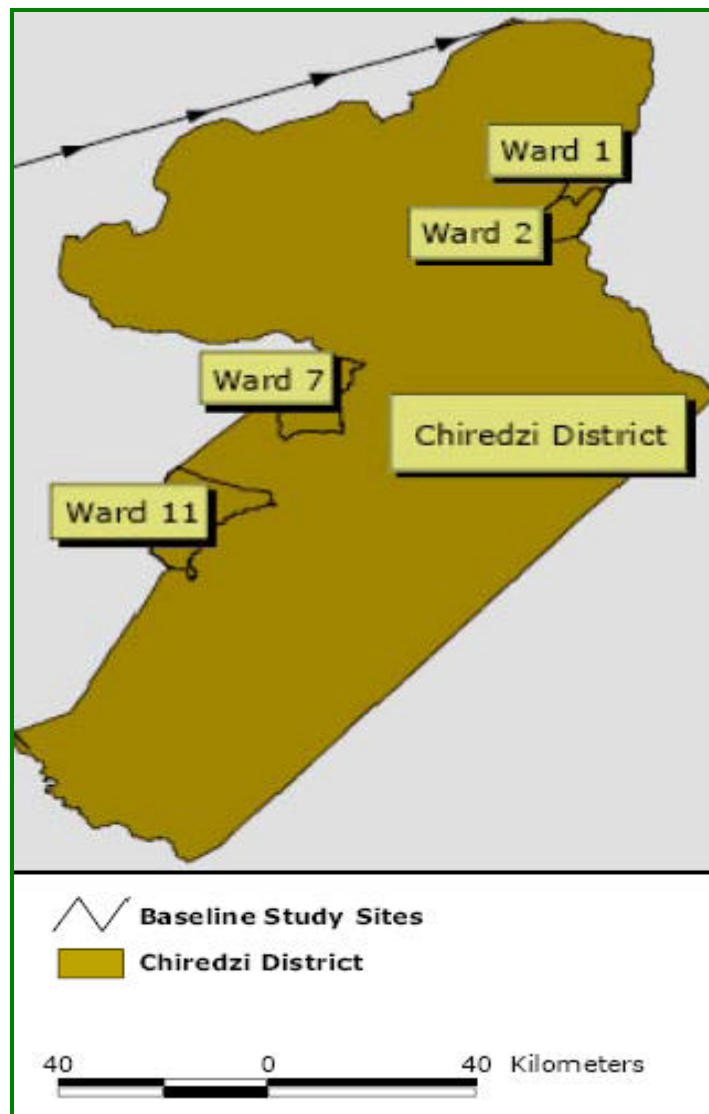 Ward 1
Ward 2
Ward 7
Chiredzi District
Ward 11
Baseline Study Sites
Chiredzi District
40 0 40 Kilometers